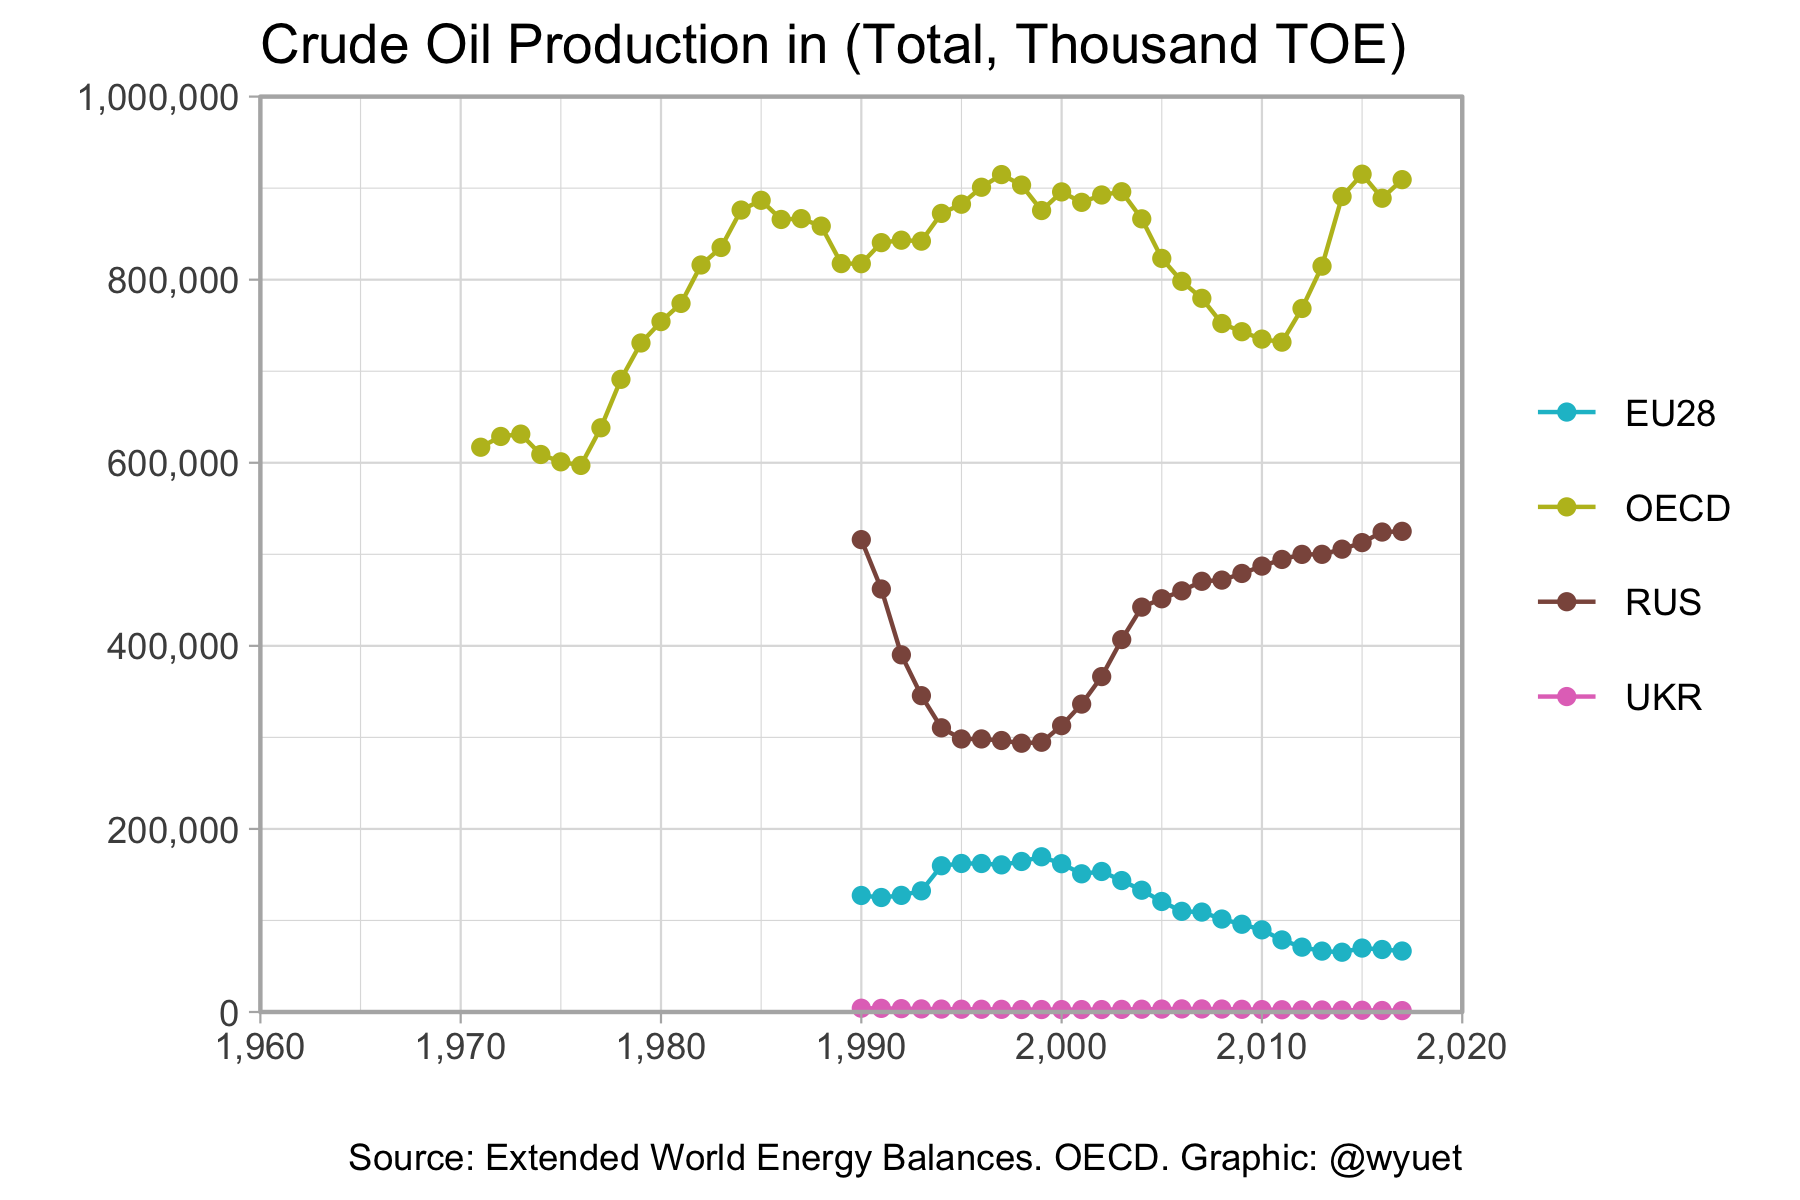 Crude Oil Production in (Total, Thousand TOE)
1,000,000
800,000
600,000
400,000
200,000
0
1,960 1,970 1,980 1,990 2,000 2,010 2,020
EU28
OECD
RUS
UKR
Source: Extended World Energy Balances. OECD. Graphic: @wyuet